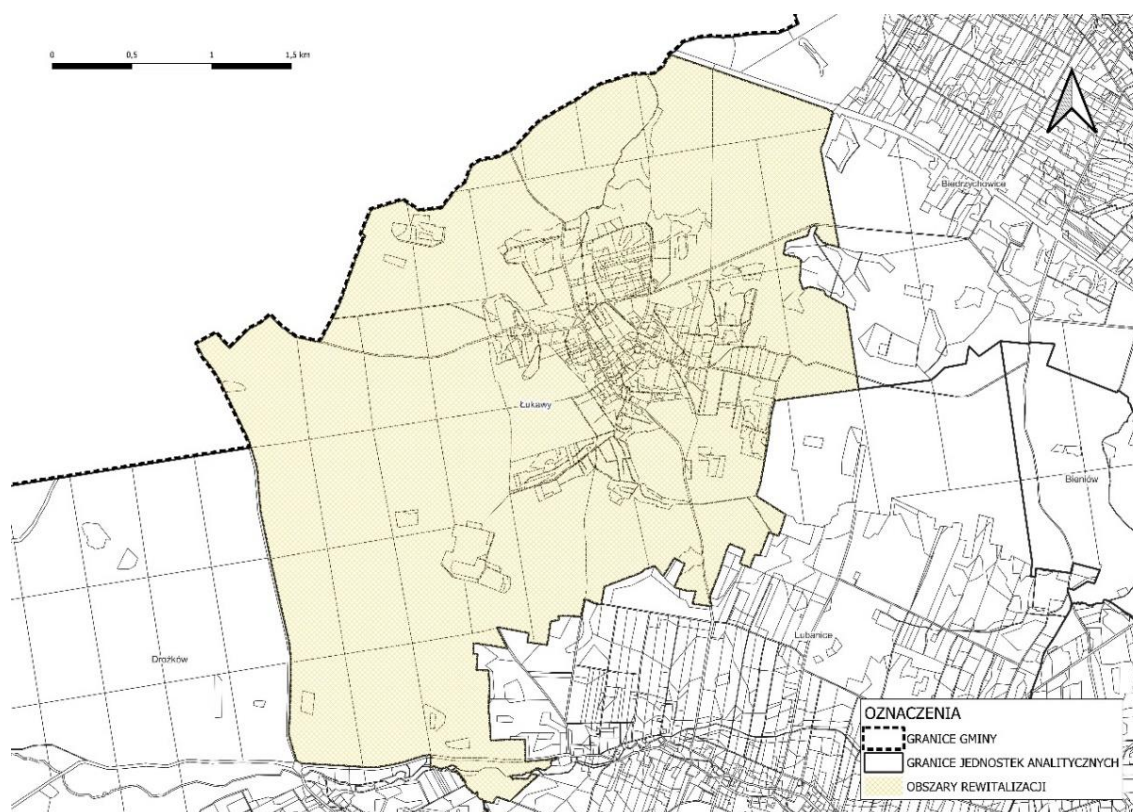 0 0,5 1 1,5 km
Biedrzychowice
Łukawy
Bieniów
Lubanice
Drożków
OZNACZENIA
GRANICE GMINY
GRANICE JEDNOSTEK ANALITYCZNYCH
OBSZARY REWITALIZACJI